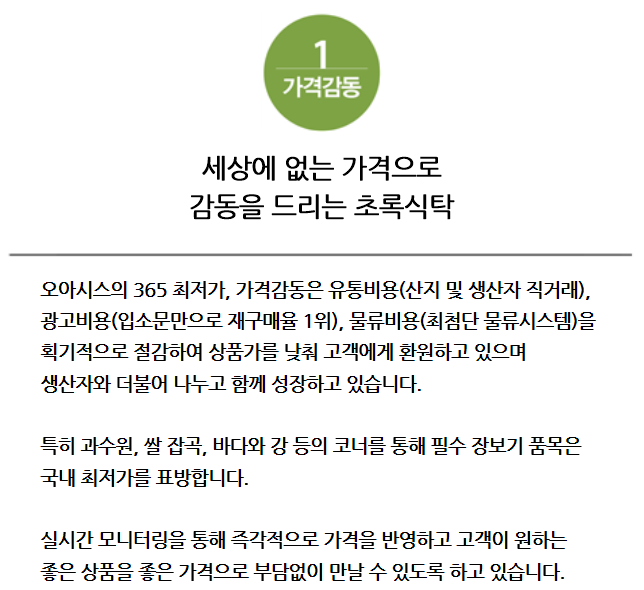 1
가격감동
세상에 없는 가격으로
감동을 드리는 초록식탁
오아시스의 365 최저가, 가격감동은 유통비용(산지 및 생산자 직거래),
광고비용(입소문만으로 재구매율 1위), 물류비용(최첨단 물류시스템)을
획기적으로 절감하여 상품가를 낮춰 고객에게 환원하고 있으며
생산자와 더불어 나누고 함께 성장하고 있습니다.
특히 과수원, 쌀 잡곡, 바다와 강 등의 코너를 통해 필수 장보기 품목은
국내 최저가를 표방합니다.
실시간 모니터링을 통해 즉각적으로 가격을 반영하고 고객이 원하는
좋은 상품을 좋은 가격으로 부담없이 만날 수 있도록 하고 있습니다.